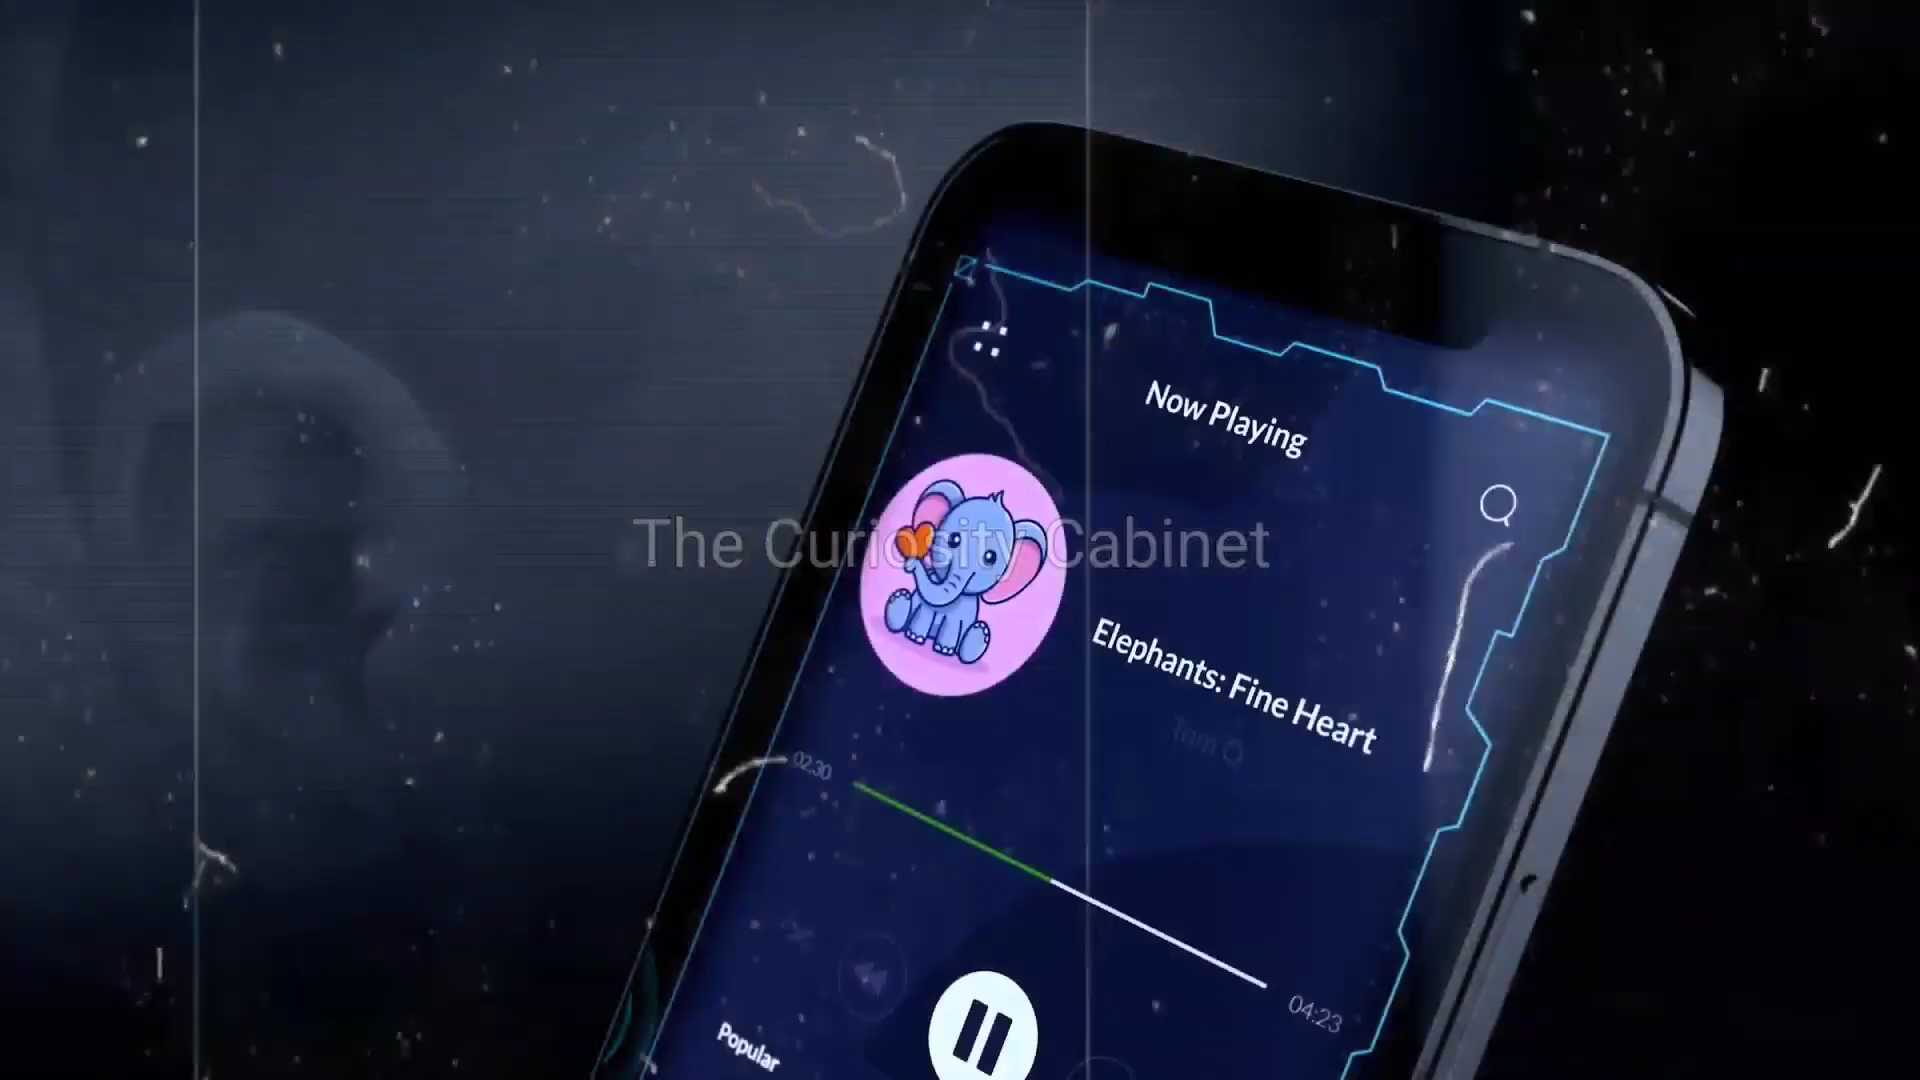 Now Playing
The Curiosity Cabinet
Elephants: Fine Heart
02.30
04:23
Popular